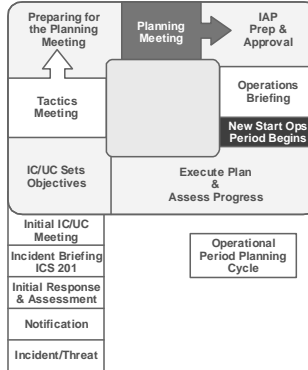 Preparing for
the Planning
Meeting
Planning
Meeting
IAP
Prep &
Approval
Tactics
Meeting
Operations
Briefing
New Start Ops
Period Begins
IC/UC Sets
Objectives
Execute Plan
&
Assess Progress
Initial IC/UC
Meeting
Incident Briefing
ICS 201
Initial Response
& Assessment
Notification
Incident/Threat
Operational
Period Planning
Cycle